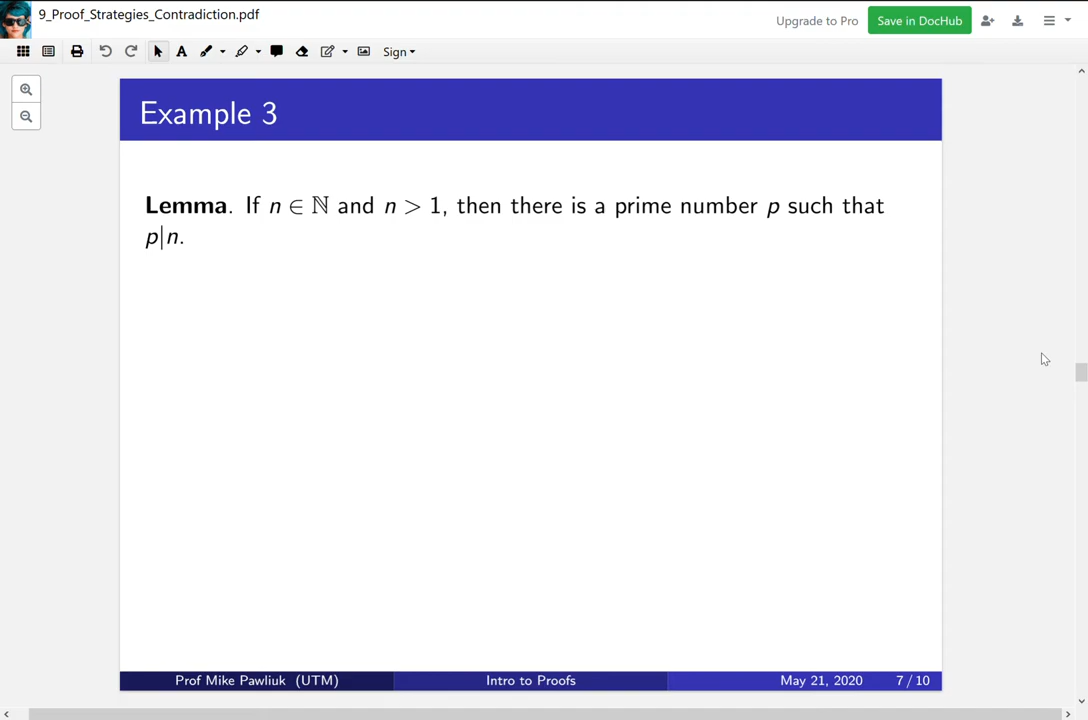 9_Proof_Strategies_Contradiction.pdf
Upgrade to Pro
Save in DocHub
A
Sign
Example 3
Lemma. If n ∈ ℕ and n > 1, then there is a prime number p such that
p|n.
Prof Mike Pawliuk (UTM)
Intro to Proofs
May 21, 2020
7 / 10